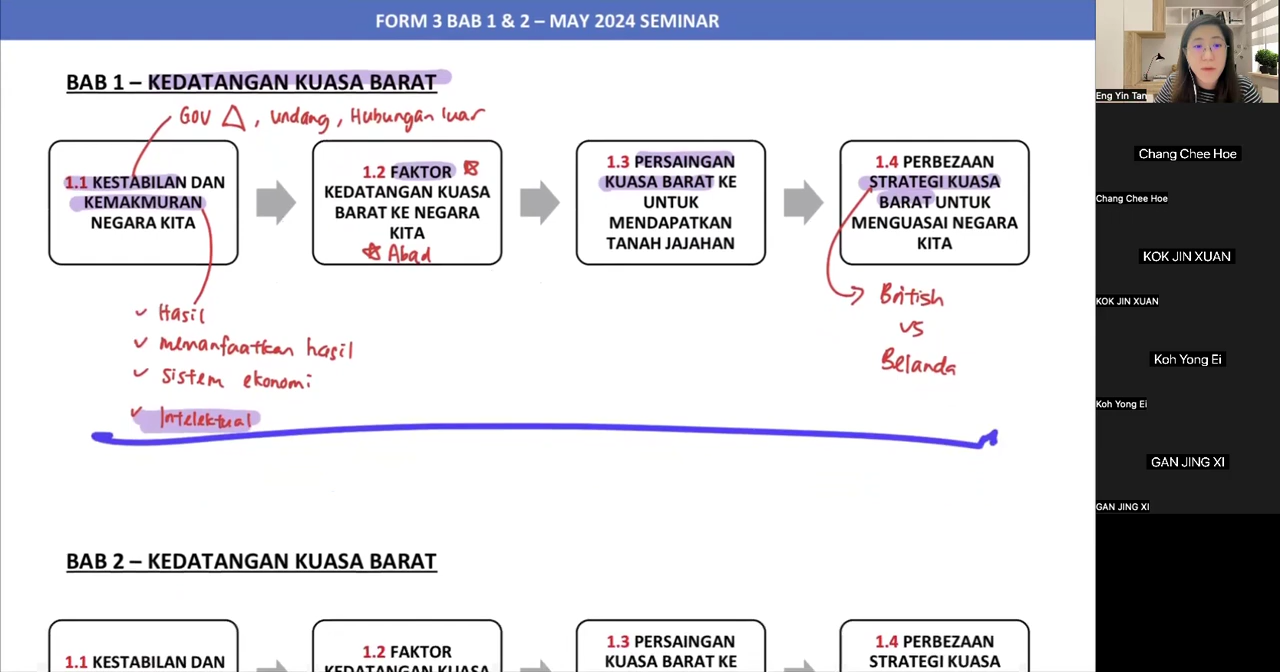 FORM 3 BAB 1 & 2 – MAY 2024 SEMINAR
BAB 1 – KEDATANGAN KUASA BARAT
GOV △, undang, Hubungan luar
1.1 KESTABILAN DAN
KEMAKMURAN
NEGARA KITA
1.2 FAKTOR
KEDATANGAN KUASA
BARAT KE NEGARA
KITA
Abad
1.3 PERSAINGAN
KUASA BARAT KE
UNTUK
MENDAPATKAN
TANAH JAJAHAN
1.4 PERBEZAAN
STRATEGI KUASA
BARAT UNTUK
MENGUASAI NEGARA
KITA
✓ Hasil
✓ memanfaatkan hasil
✓ sistem ekonomi
✓ Intelektual
British
vs
Belanda
BAB 2 – KEDATANGAN KUASA BARAT
1.1 KESTABILAN DAN
1.2 FAKTOR
KEDATANGAN KUASA
1.3 PERSAINGAN
KUASA BARAT KE
1.4 PERBEZAAN
STRATEGI KUASA
Eng Yin Tan
Chang Chee Hoe
Chang Chee Hoe
KOK JIN XUAN
KOK JIN XUAN
Koh Yong Ei
Koh Yong Ei
GAN JING XI
GAN JING XI